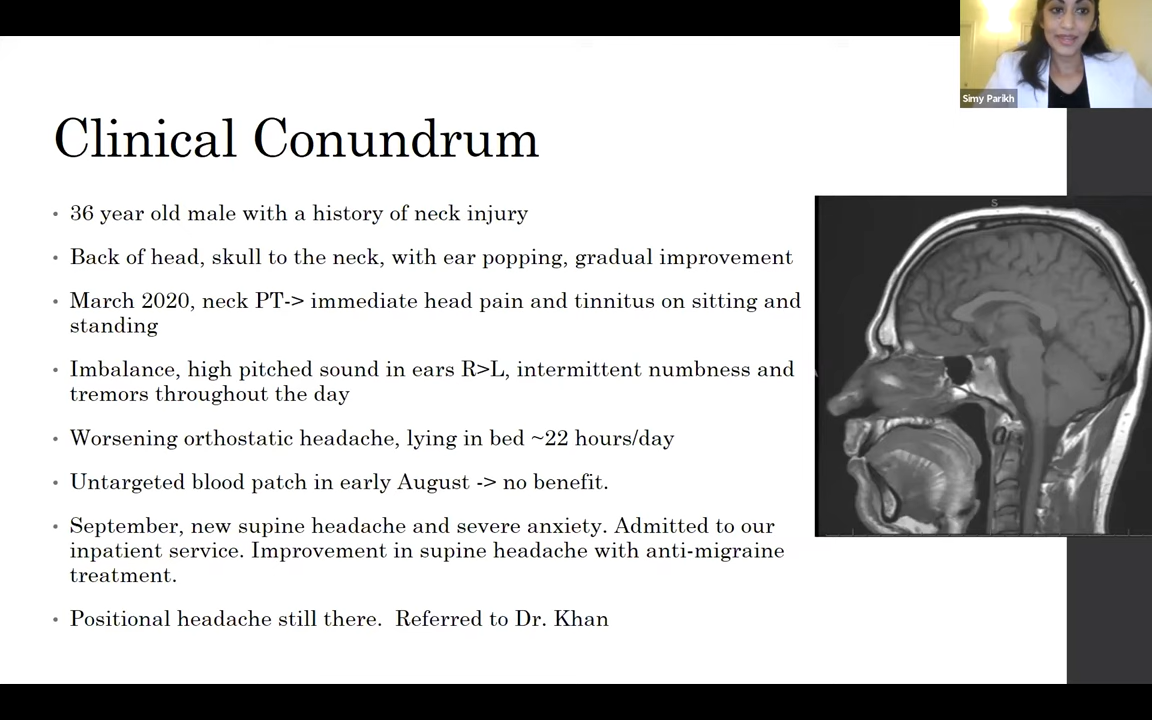 Simy Parikh
Clinical Conundrum
• 36 year old male with a history of neck injury
• Back of head, skull to the neck, with ear popping, gradual improvement
• March 2020, neck PT-> immediate head pain and tinnitus on sitting and
standing
• Imbalance, high pitched sound in ears R>L, intermittent numbness and
tremors throughout the day
• Worsening orthostatic headache, lying in bed ~22 hours/day
• Untargeted blood patch in early August -> no benefit.
• September, new supine headache and severe anxiety. Admitted to our
inpatient service. Improvement in supine headache with anti-migraine
treatment.
• Positional headache still there.  Referred to Dr. Khan
S